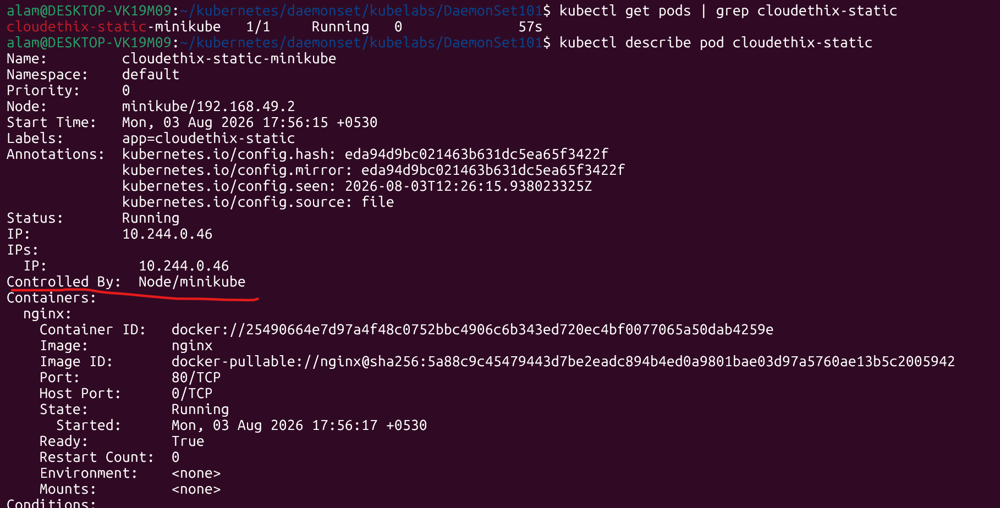 alam@DESKTOP-VK19M09:~/kubernetes/daemonset/kubelabs/DaemonSet101$ kubectl get pods | grep cloudethix-static
cloudethix-static-minikube   1/1     Running   0              57s
alam@DESKTOP-VK19M09:~/kubernetes/daemonset/kubelabs/DaemonSet101$ kubectl describe pod cloudethix-static
Name:         cloudethix-static-minikube
Namespace:    default
Priority:     0
Node:         minikube/192.168.49.2
Start Time:   Mon, 03 Aug 2026 17:56:15 +0530
Labels:       app=cloudethix-static
Annotations:  kubernetes.io/config.hash: eda94d9bc021463b631dc5ea65f3422f
              kubernetes.io/config.mirror: eda94d9bc021463b631dc5ea65f3422f
              kubernetes.io/config.seen: 2026-08-03T12:26:15.938023325Z
              kubernetes.io/config.source: file
Status:       Running
IP:           10.244.0.46
IPs:
  IP:           10.244.0.46
Controlled By:  Node/minikube
Containers:
  nginx:
    Container ID:   docker://25490664e7d97a4f48c0752bbc4906c6b343ed720ec4bf0077065a50dab4259e
    Image:          nginx
    Image ID:       docker-pullable://nginx@sha256:5a88c9c45479443d7be2eadc894b4ed0a9801bae03d97a5760ae13b5c2005942
    Port:           80/TCP
    Host Port:      0/TCP
    State:          Running
      Started:      Mon, 03 Aug 2026 17:56:17 +0530
    Ready:          True
    Restart Count:  0
    Environment:    <none>
    Mounts:         <none>
Conditions: